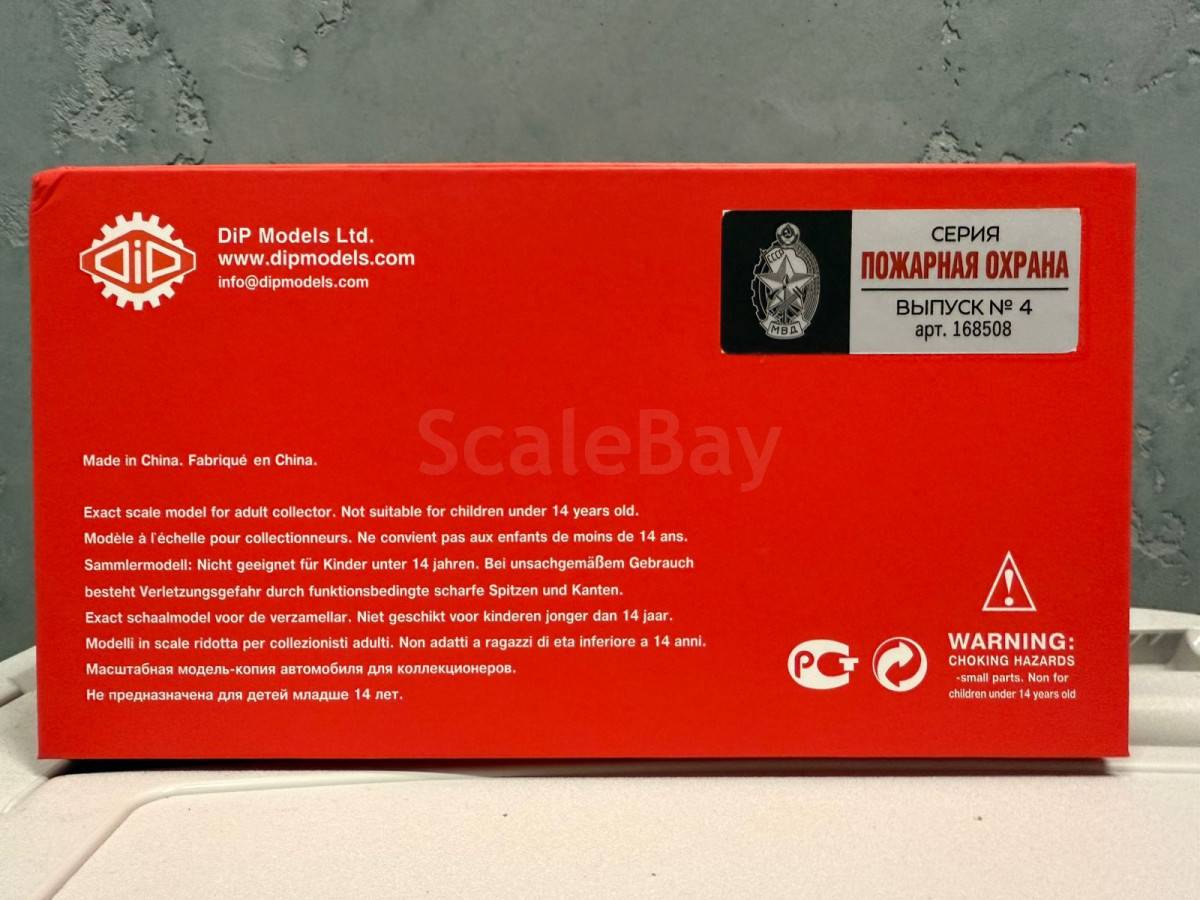 DiP
DiP Models Ltd.
www.dipmodels.com
info@dipmodels.com
СССР
МВД
СЕРИЯ
ПОЖАРНАЯ ОХРАНА
ВЫПУСК № 4
арт. 168508
ScaleBay
Made in China. Fabriqué en China.
Exact scale model for adult collector. Not suitable for children under 14 years old.
Modèle à l'échelle pour collectionneurs. Ne convient pas aux enfants de moins de 14 ans.
Sammlermodell: Nicht geeignet für Kinder unter 14 jahren. Bei unsachgemäßem Gebrauch
besteht Verletzungsgefahr durch funktionsbedingte scharfe Spitzen und Kanten.
Exact schaalmodel voor de verzamellar. Niet geschikt voor kinderen jonger dan 14 jaar.
Modelli in scale ridotta per collezionisti adulti. Non adatti a ragazzi di eta inferiore a 14 anni.
Масштабная модель-копия автомобиля для коллекционеров.
Не предназначена для детей младше 14 лет.
РСТ
WARNING:
CHOKING HAZARDS
-small parts. Non for
children under 14 years old